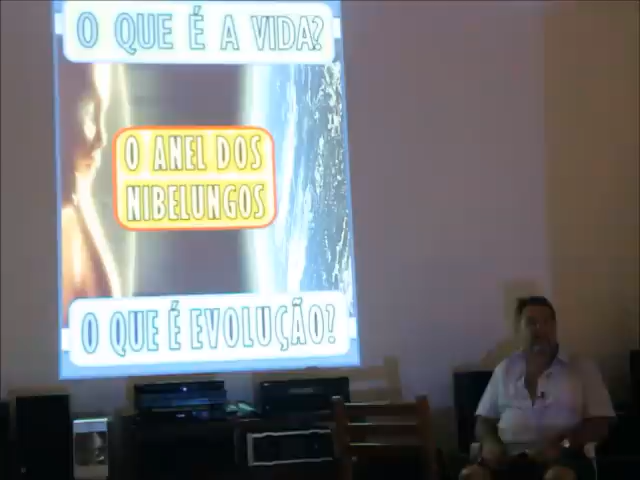 O QUE É A VIDA?
O ANEL DOS
NIBELUNGOS
O QUE É EVOLUÇÃO?